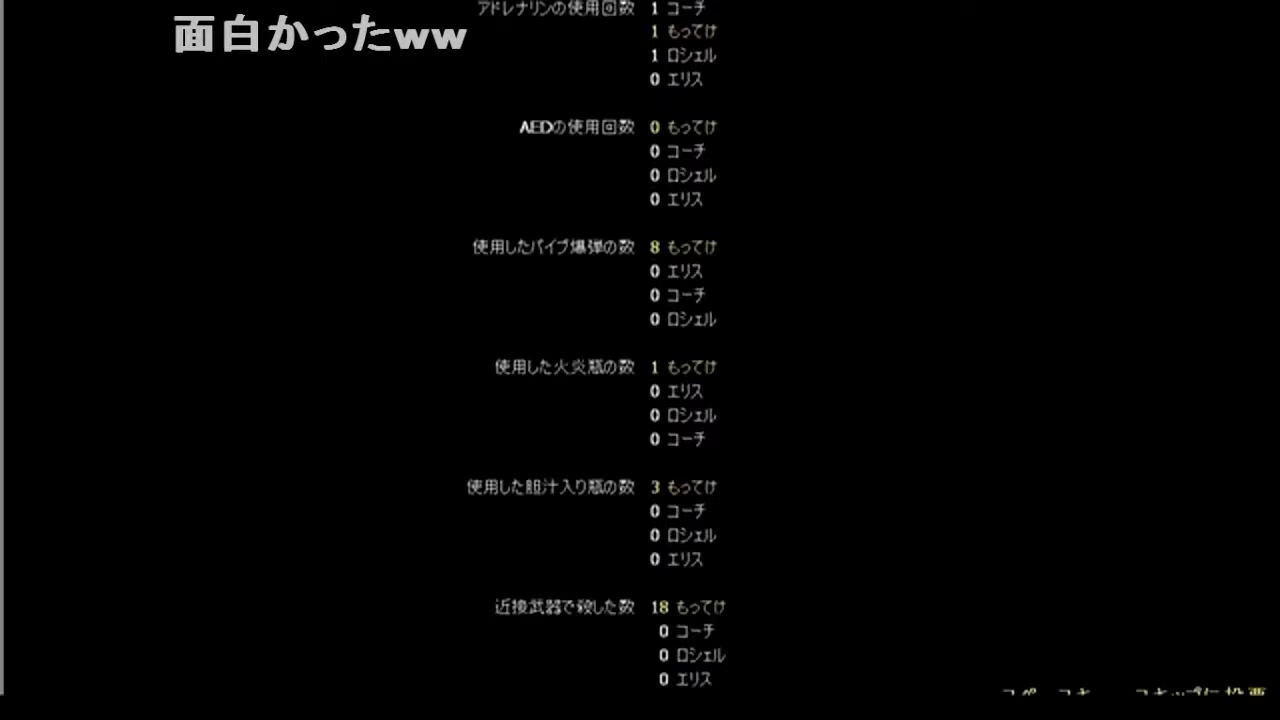 アドレナリンの使用回数 1 コーチ
面白かったww
1 もってけ
1 ロシェル
0 エリス
AEDの使用回数 0 もってけ
0 コーチ
0 ロシェル
0 エリス
使用したパイプ爆弾の数 8 もってけ
0 エリス
0 コーチ
0 ロシェル
使用した火炎瓶の数 1 もってけ
0 エリス
0 ロシェル
0 コーチ
使用した胆汁入り瓶の数 3 もってけ
0 コーチ
0 ロシェル
0 エリス
近接武器で殺した数 18 もってけ
0 コーチ
0 ロシェル
0 エリス